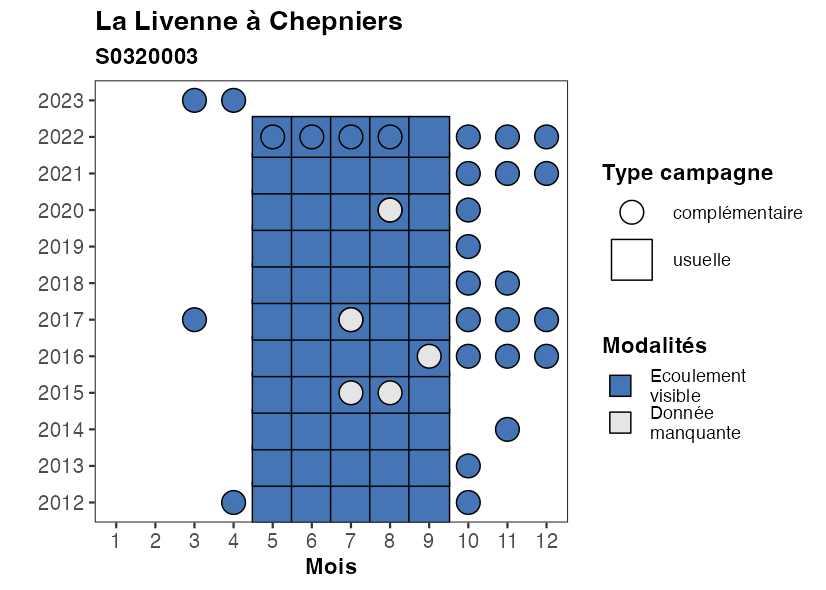 La Livenne à Chepniers
S0320003
2023
2022
2021
2020
2019
2018
2017
2016
2015
2014
2013
2012
1 2 3 4 5 6 7 8 9 10 11 12
Mois
Type campagne
complémentaire
usuelle
Modalités
Ecoulement
visible
Donnée
manquante